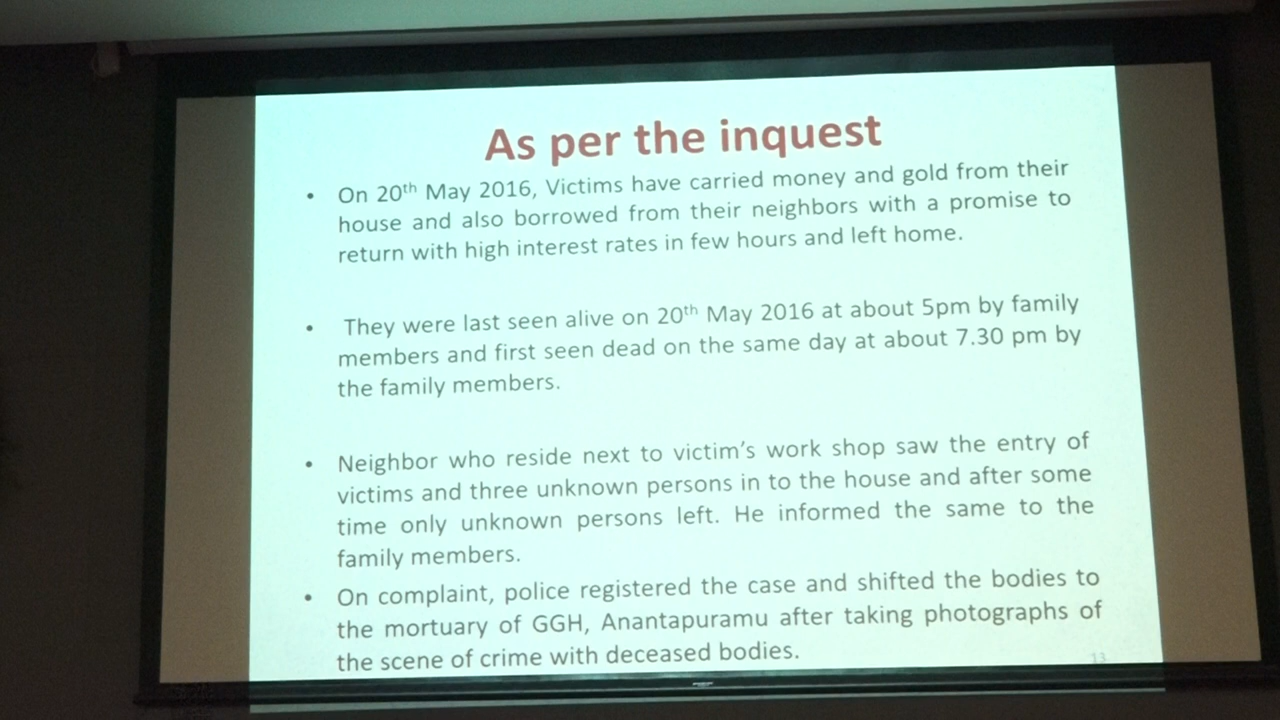 As per the inquest
• On 20th May 2016, Victims have carried money and gold from their
house and also borrowed from their neighbors with a promise to
return with high interest rates in few hours and left home.
• They were last seen alive on 20th May 2016 at about 5pm by family
members and first seen dead on the same day at about 7.30 pm by
the family members.
• Neighbor who reside next to victim's work shop saw the entry of
victims and three unknown persons in to the house and after some
time only unknown persons left. He informed the same to the
family members.
• On complaint, police registered the case and shifted the bodies to
the mortuary of GGH, Anantapuramu after taking photographs of
the scene of crime with deceased bodies.
13